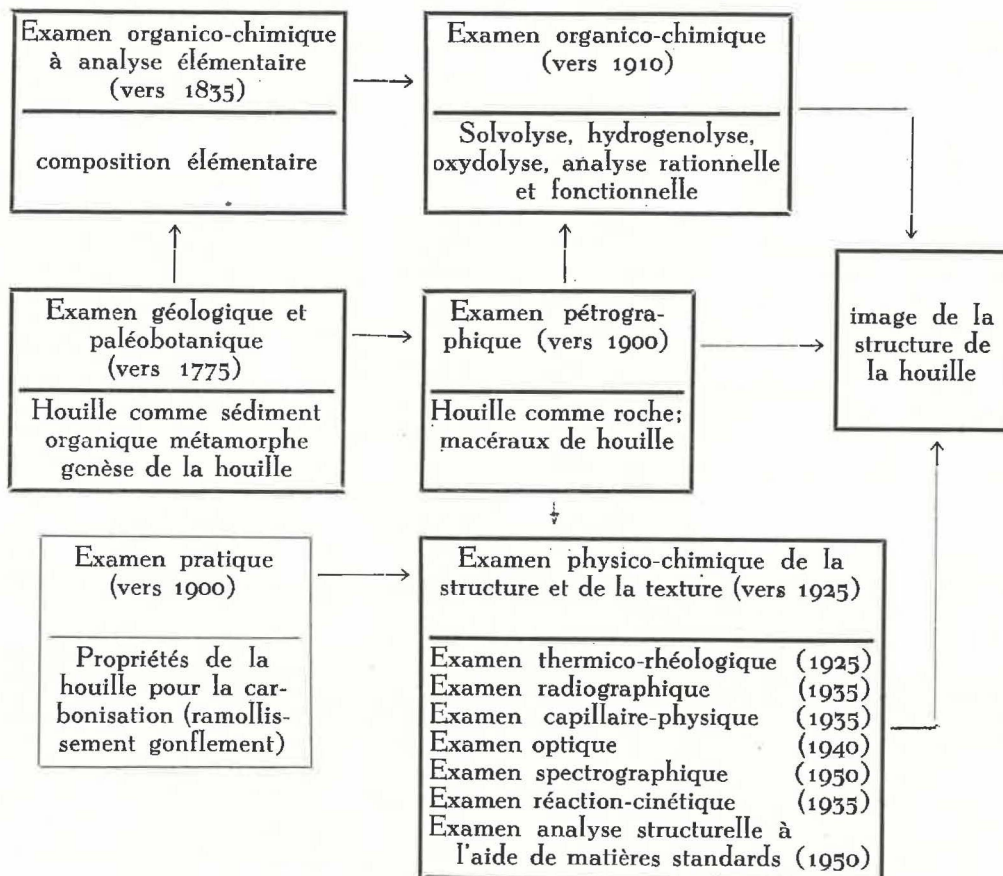 Examen organico-chimique
à analyse élémentaire
(vers 1835)
composition élémentaire
Examen organico-chimique
(vers 1910)
Solvolyse, hydrogenolyse,
oxydolyse, analyse rationnelle
et fonctionnelle
Examen géologique et
paléobotanique
(vers 1775)
Houille comme sédiment
organique métamorphe
genèse de la houille
Examen pétrogra-
phique (vers 1900)
Houille comme roche;
macéraux de houille
image de la
structure de
la houille
Examen pratique
(vers 1900)
Propriétés de la
houille pour la car-
bonisation (ramollis-
sement gonflement)
Examen physico-chimique de la
structure et de la texture (vers 1925)
Examen thermico-rhéologique (1925)
Examen radiographique (1935)
Examen capillaire-physique (1935)
Examen optique (1940)
Examen spectrographique (1950)
Examen réaction-cinétique (1935)
Examen analyse structurelle à
l'aide de matières standards (1950)